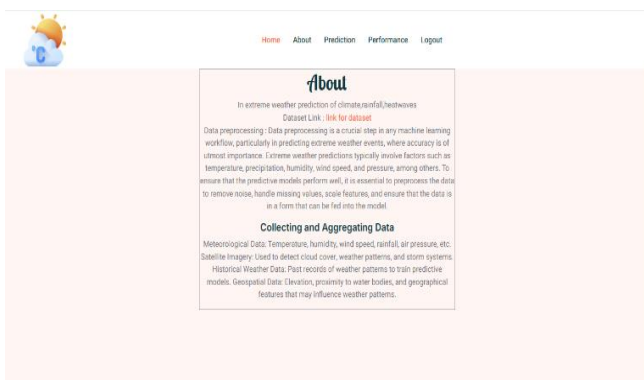 °C
Home About Prediction Performance Logout
About
In extreme weather prediction of climate,rainfall,heatwaves
Dataset Link : link for dataset
Data preprocessing : Data preprocessing is a crucial step in any machine learning
workflow, particularly in predicting extreme weather events, where accuracy is of
utmost importance. Extreme weather predictions typically involve factors such as
temperature, precipitation, humidity, wind speed, and pressure, among others. To
ensure that the predictive models perform well, it is essential to preprocess the data
to remove noise, handle missing values, scale features, and ensure that the data is
in a form that can be fed into the model.
Collecting and Aggregating Data
Meteorological Data: Temperature, humidity, wind speed, rainfall, air pressure, etc.
Satellite Imagery: Used to detect cloud cover, weather patterns, and storm systems.
Historical Weather Data: Past records of weather patterns to train predictive
models. Geospatial Data: Elevation, proximity to water bodies, and geographical
features that may influence weather patterns.